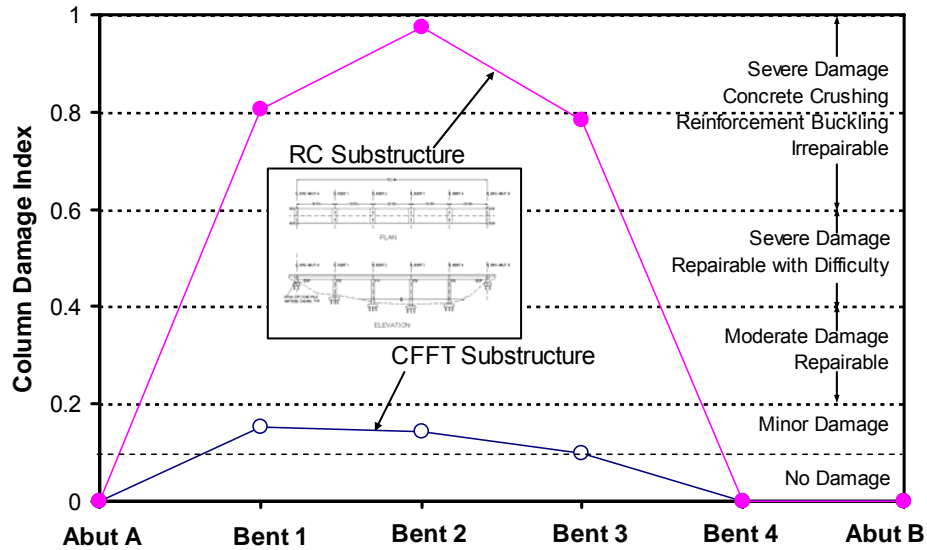 1
Severe Damage
Concrete Crushing
0.8
Reinforcement Buckling
Irrepairable
RC Substructure
PLAN
ELEVATION
0.6
Severe Damage
Repairable with Difficulty
0.4
Moderate Damage
Repairable
CFFT Substructure
0.2
Minor Damage
No Damage
0
Column Damage Index
Abut A
Bent 1
Bent 2
Bent 3
Bent 4
Abut B